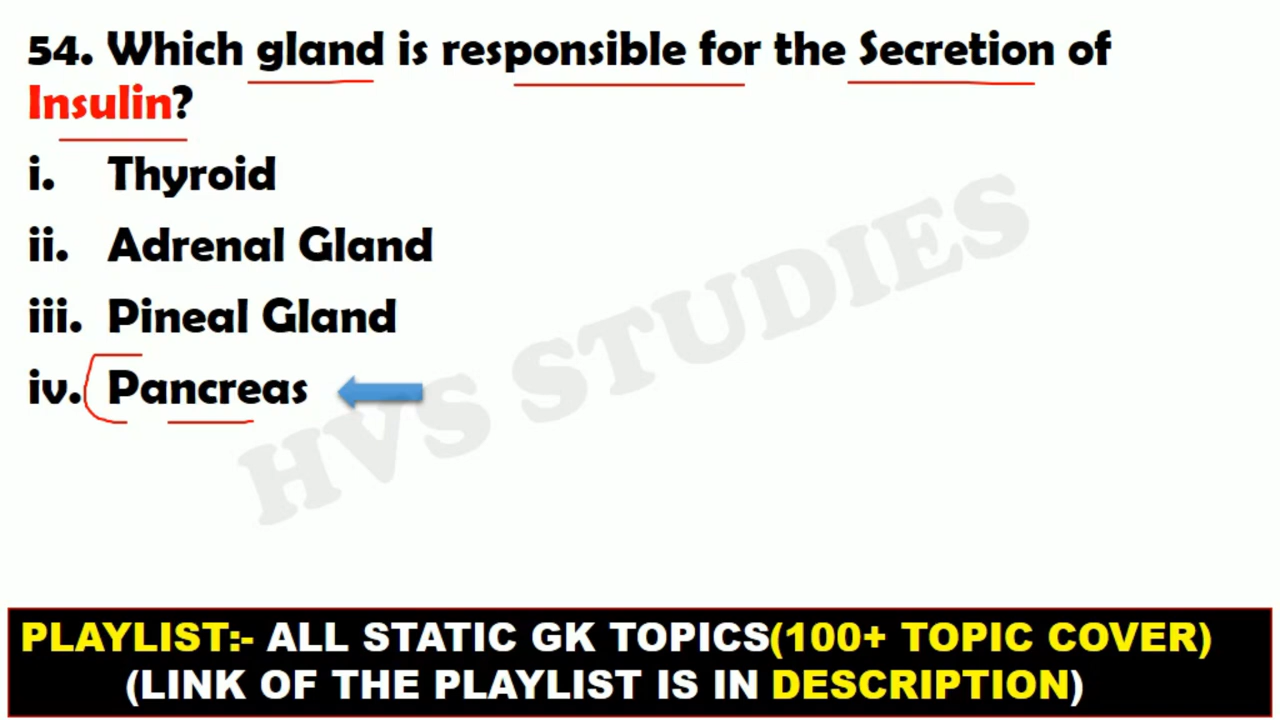 54. Which gland is responsible for the Secretion of
Insulin?
i. Thyroid
ii. Adrenal Gland
iii. Pineal Gland
iv. Pancreas
HVS STUDIES
PLAYLIST:- ALL STATIC GK TOPICS(100+ TOPIC COVER)
(LINK OF THE PLAYLIST IS IN DESCRIPTION)